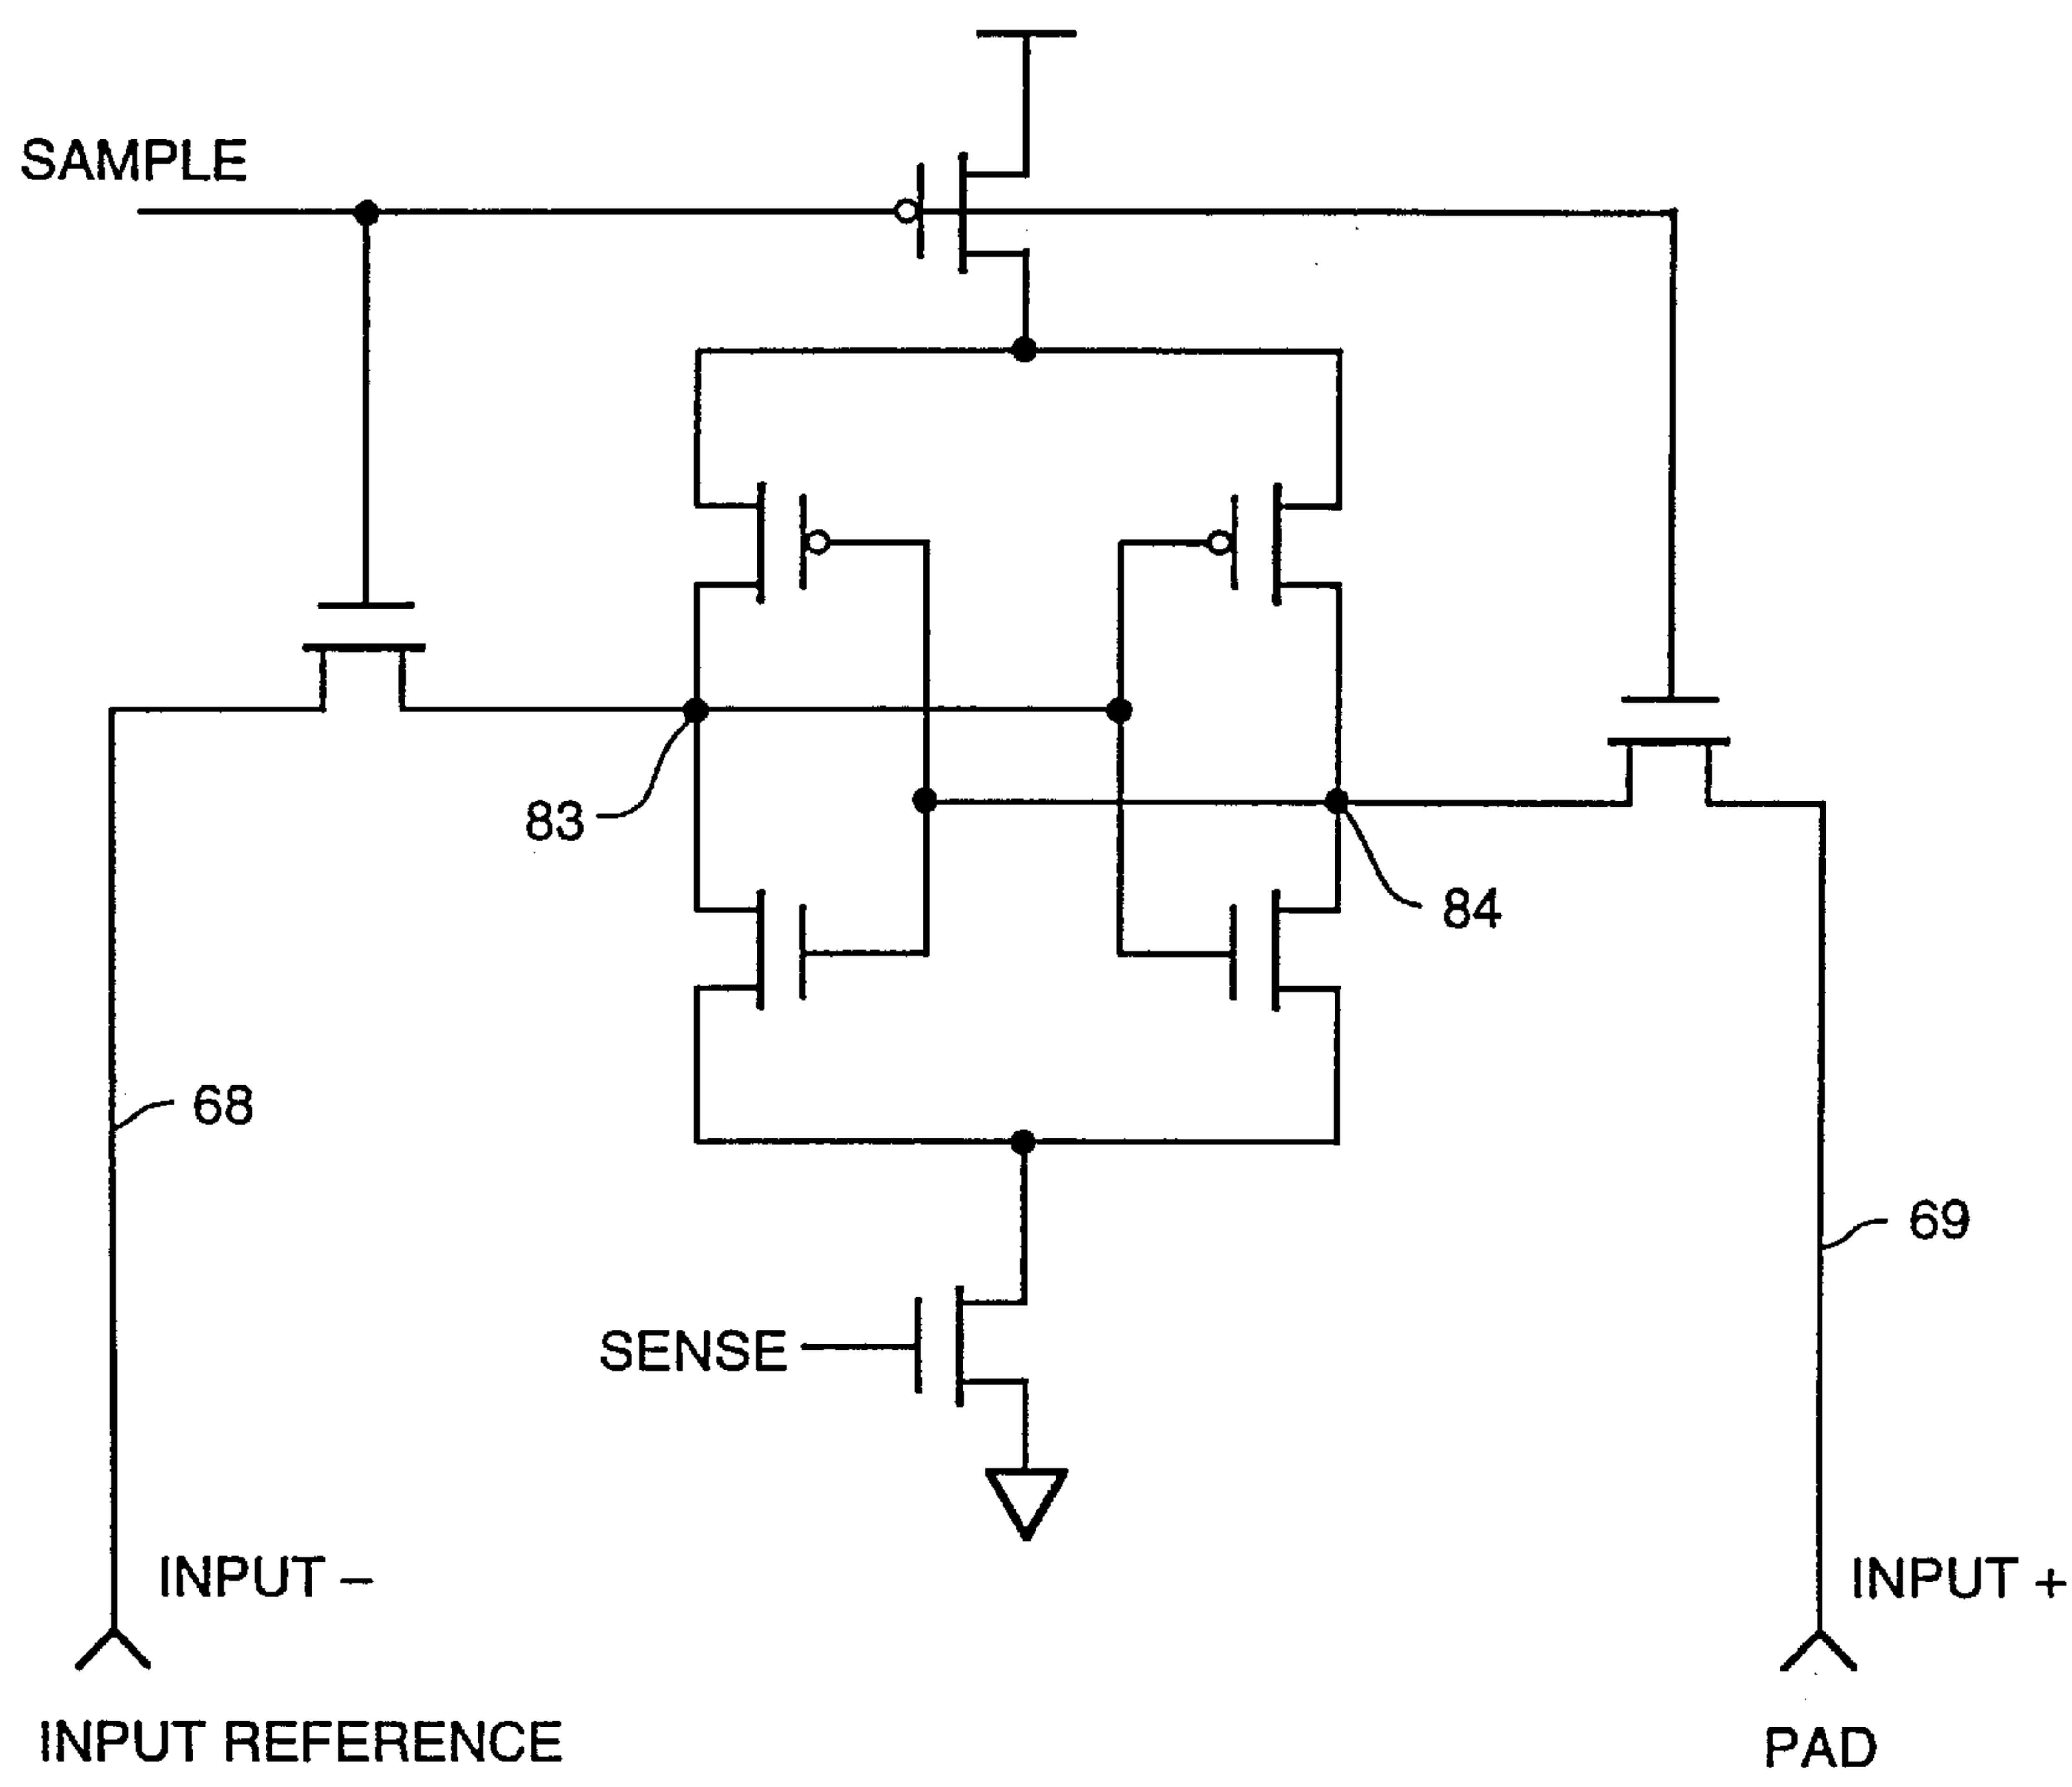 SAMPLE
83
84
68
69
SENSE
INPUT –
INPUT +
INPUT REFERENCE
PAD